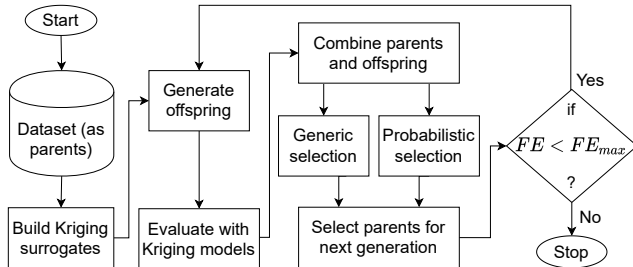 Start
Dataset (as
parents)
Build Kriging
surrogates
Generate
offspring
Evaluate with
Kriging models
Combine parents
and offspring
Generic
selection
Probabilistic
selection
Select parents for
next generation
Yes
if
FE < FE_max
?
No
Stop